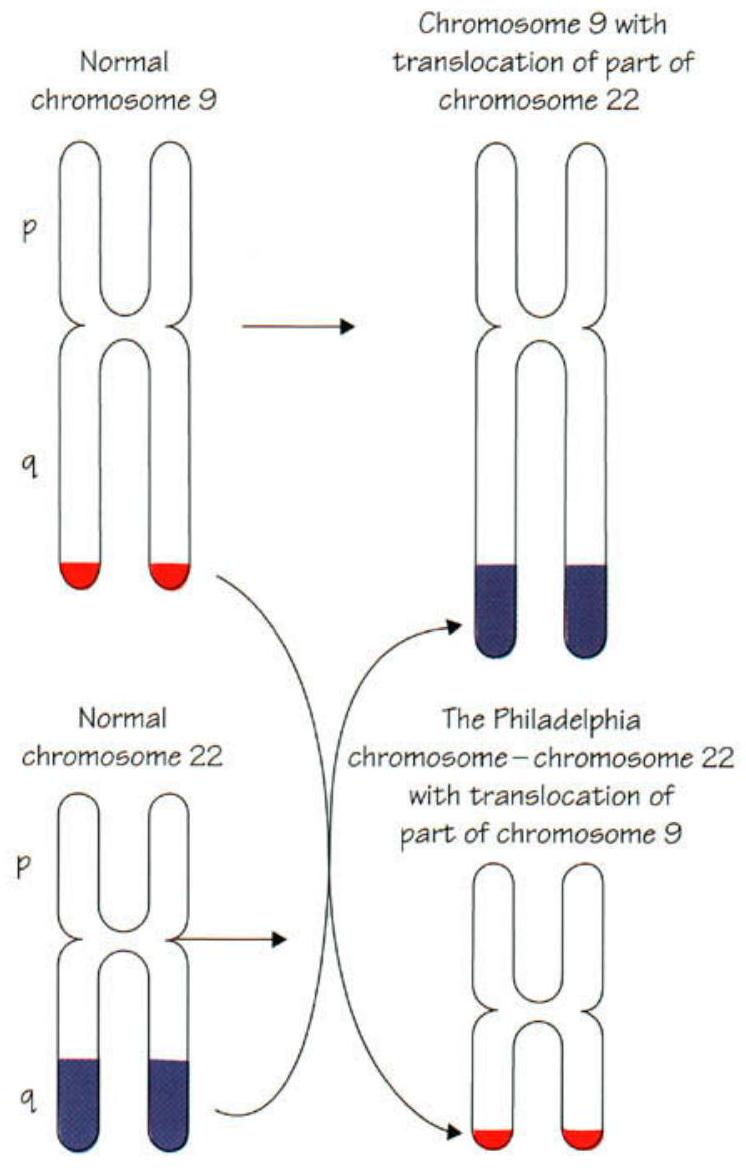 Normal
chromosome 9
Chromosome 9 with
translocation of part of
chromosome 22
p
q
Normal
chromosome 22
The Philadelphia
chromosome – chromosome 22
with translocation of
part of chromosome 9
p
q